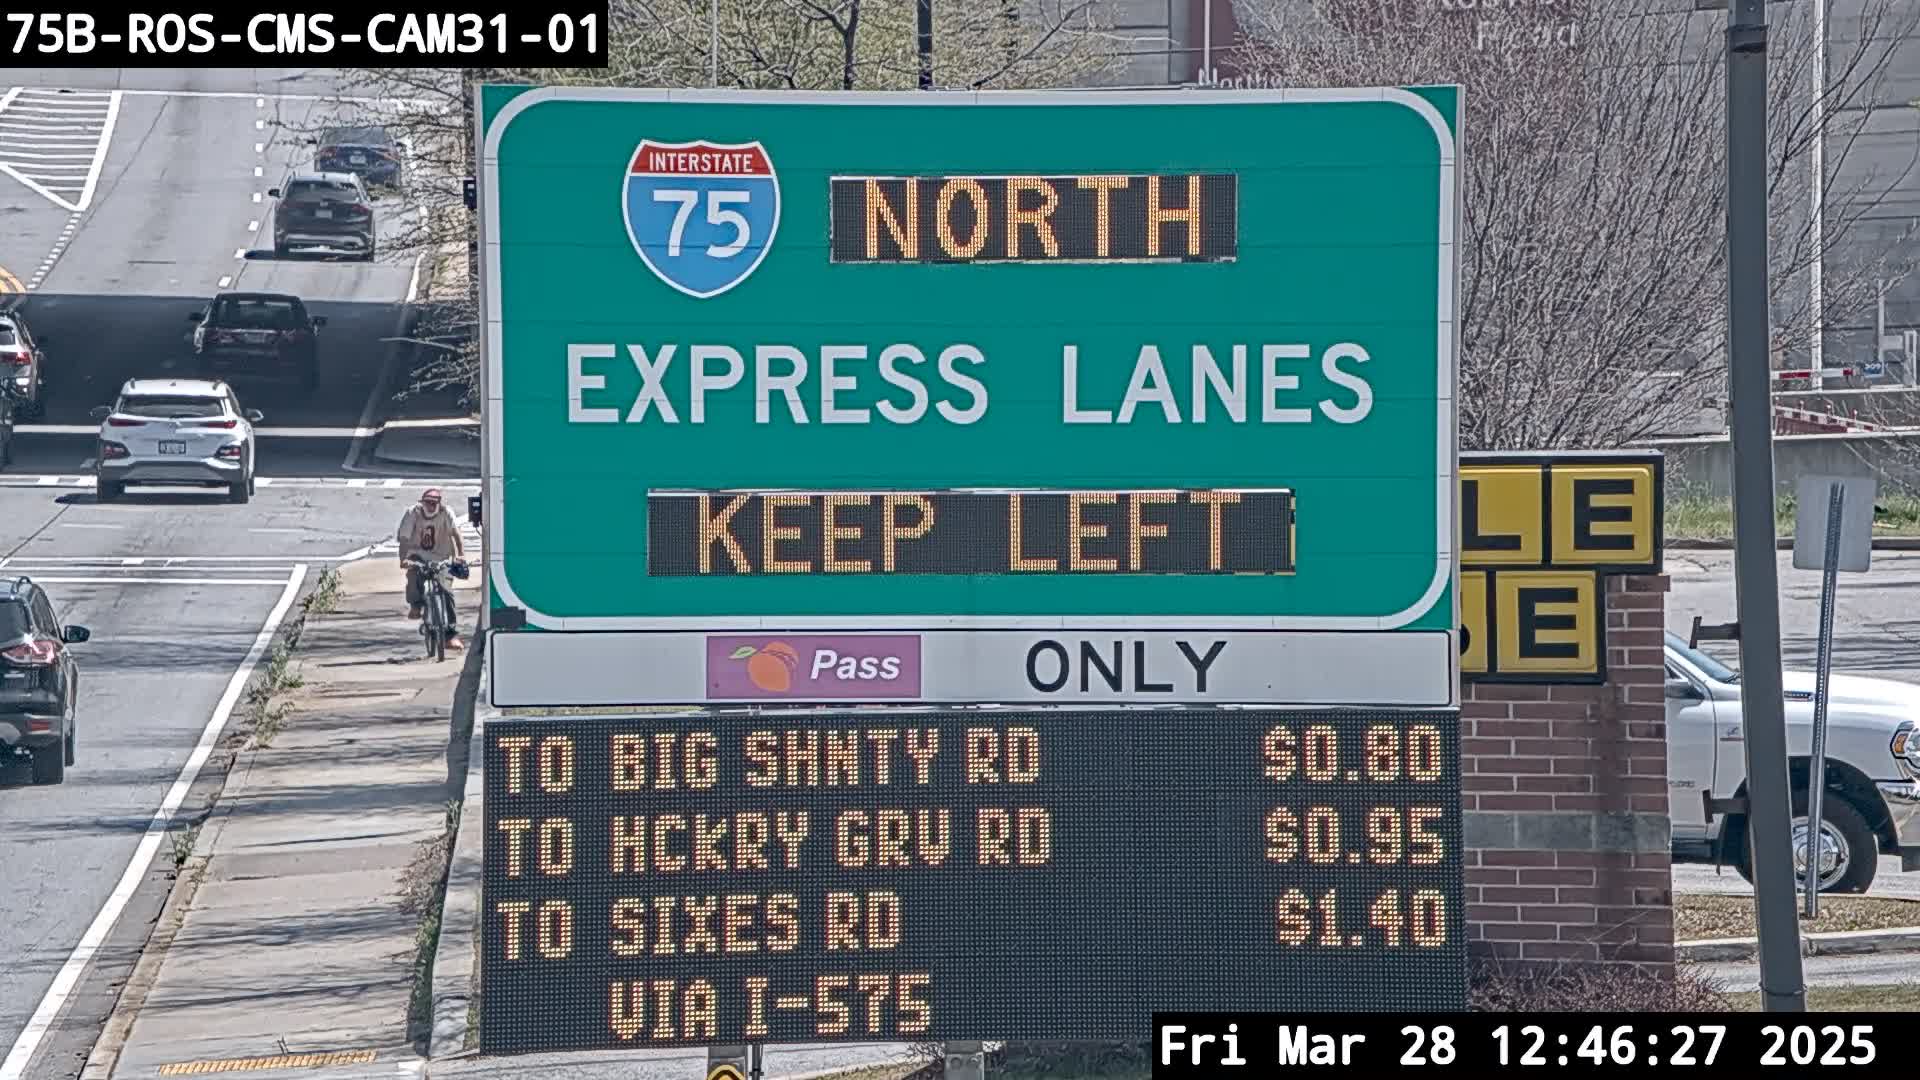 75B-ROS-CMS-CAM31-01
INTERSTATE
75
NORTH
EXPRESS LANES
KEEP LEFT
Pass ONLY
TO BIG SHNTY RD $0.80
TO HCKRY GRV RD $0.95
TO SIXES RD $1.40
VIA I-575
LE
E
Fri Mar 28 12:46:27 2025